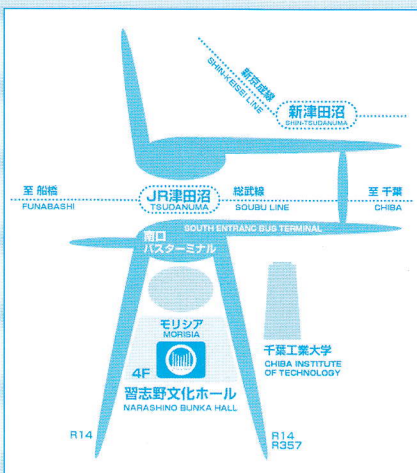 新京成線
SHIN-KEISEI LINE
新津田沼
SHIN-TSUDANUMA
至 船橋
FUNABASHI
JR津田沼
TSUDANUMA
総武線
SOUBU LINE
至 千葉
CHIBA
SOUTH ENTRANC BUS TERMINAL
南口
バスターミナル
モリシア
MORISIA
4F
習志野文化ホール
NARASHINO BUNKA HALL
千葉工業大学
CHIBA INSTITUTE
OF TECHNOLOGY
R14
R14
R357